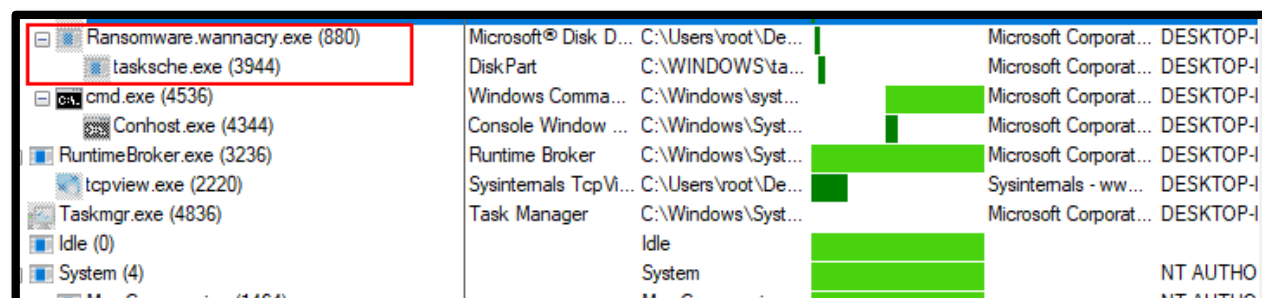 Ransomware.wannacry.exe (880) Microsoft® Disk D... C:\Users\root\De... Microsoft Corporat... DESKTOP-I
tasksche.exe (3944) DiskPart C:\WINDOWS\ta... Microsoft Corporat... DESKTOP-I
cmd.exe (4536) Windows Comma... C:\Windows\syst... Microsoft Corporat... DESKTOP-I
Conhost.exe (4344) Console Window ... C:\Windows\Syst... Microsoft Corporat... DESKTOP-I
RuntimeBroker.exe (3236) Runtime Broker C:\Windows\Syst... Microsoft Corporat... DESKTOP-I
tcpview.exe (2220) Sysinternals TcpVi... C:\Users\root\De... Sysinternals - ww... DESKTOP-I
Taskmgr.exe (4836) Task Manager C:\Windows\Syst... Microsoft Corporat... DESKTOP-I
Idle (0) Idle
System (4) System NT AUTHO